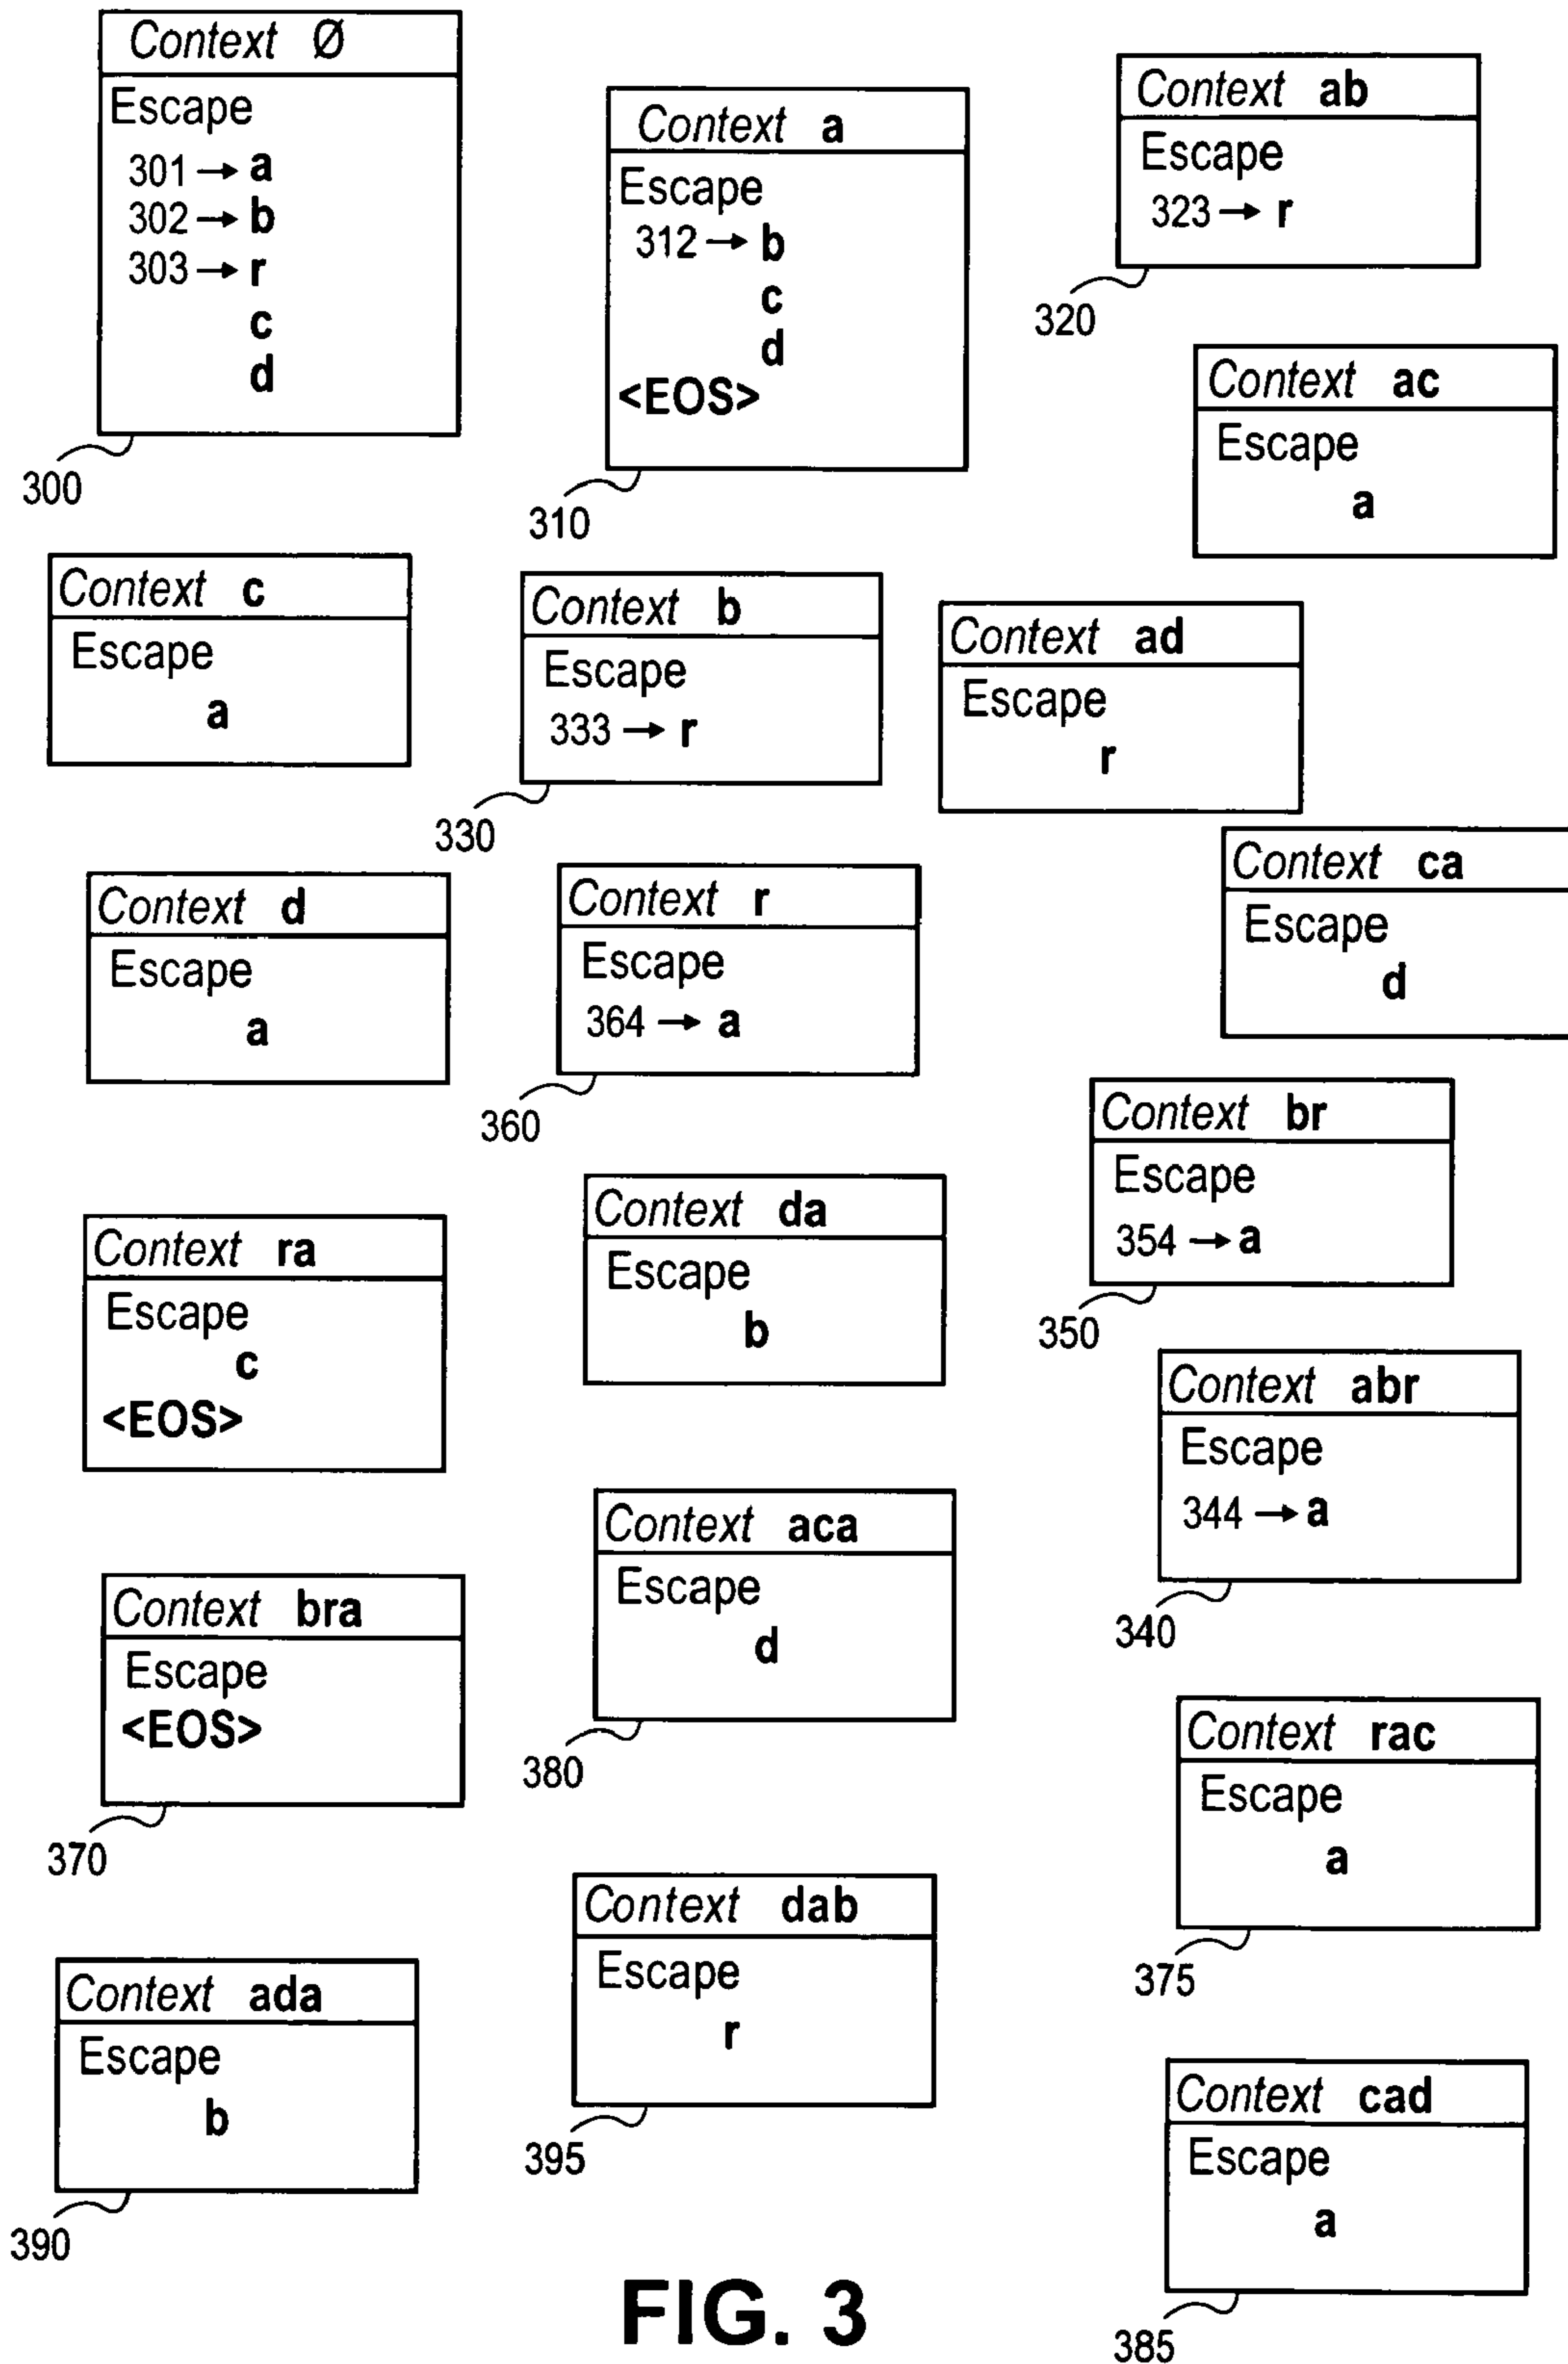 Context Ø
Escape
301 → a
302 → b
303 → r
c
d
300
Context a
Escape
312 → b
c
d
<EOS>
310
Context ab
Escape
323 → r
320
Context ac
Escape
a
Context c
Escape
a
Context b
Escape
333 → r
330
Context ad
Escape
r
Context ca
Escape
d
Context d
Escape
a
Context r
Escape
364 → a
360
Context br
Escape
354 → a
350
Context ra
Escape
c
<EOS>
Context da
Escape
b
Context abr
Escape
344 → a
340
Context aca
Escape
d
380
Context bra
Escape
<EOS>
370
Context rac
Escape
a
375
Context dab
Escape
r
395
Context ada
Escape
b
390
Context cad
Escape
a
385
FIG. 3